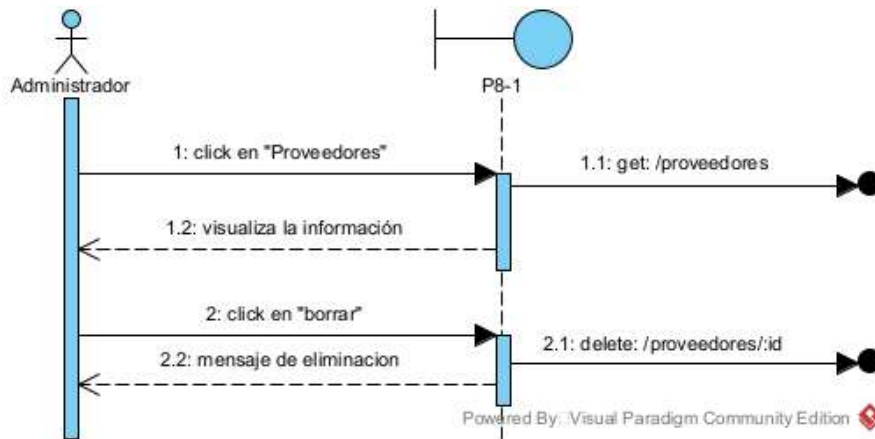 Administrador
P8-1
1: click en "Proveedores"
1.1: get: /proveedores
1.2: visualiza la información
2: click en "borrar"
2.1: delete: /proveedores/:id
2.2: mensaje de eliminacion
Powered By: Visual Paradigm Community Edition